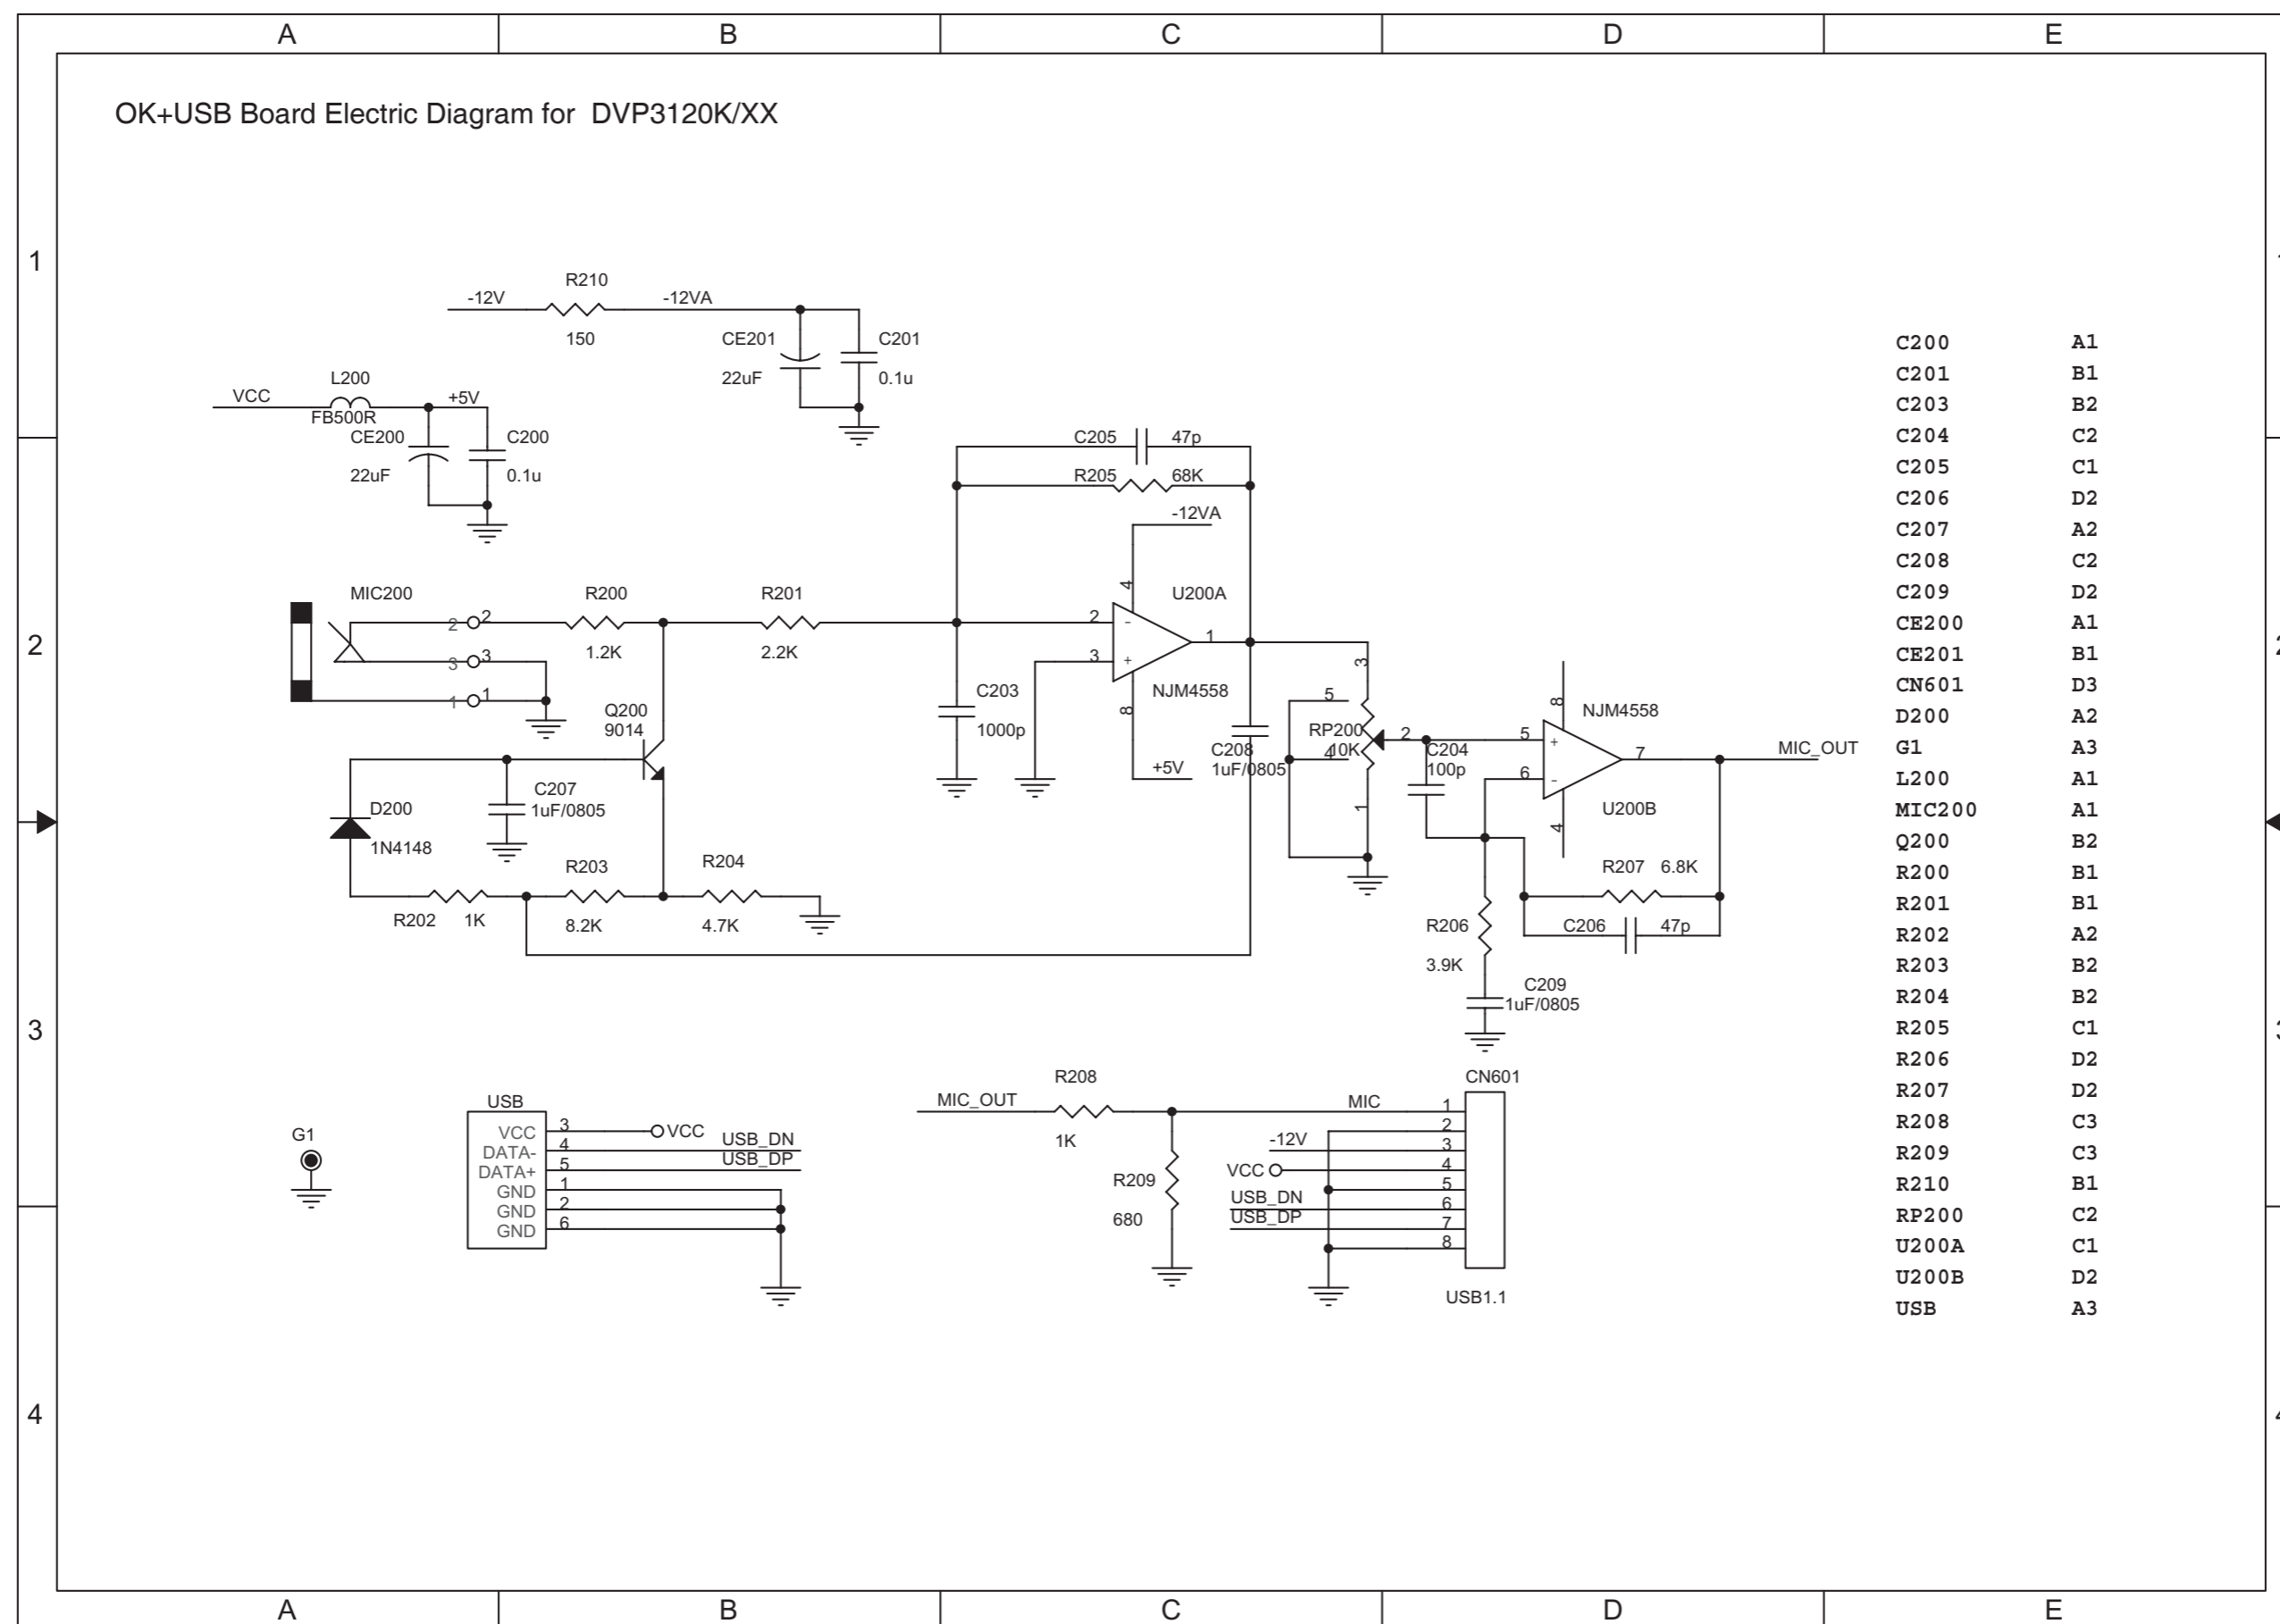 A B C D E
OK+USB Board Electric Diagram for DVP3120K/XX
1
R210
-12V -12VA
150
CE201 C201
22uF 0.1u
L200
VCC +5V
FB500R
CE200 C200
22uF 0.1u
C205 47p
R205 68K
-12VA
2
MIC200 R200 R201 U200A
4
2 2
1.2K 2.2K
2 - 1
3 3
3 +
1 1
8
NJM4558
Q200
9014
C203
1000p
+5V
C208
1uF/0805
3
5
RP200
10K
4
2
1
C204
100p
8
NJM4558
5 +
6 -
7
MIC_OUT
U200B
4
C207
1uF/0805
D200
1N4148
R203 R204
R202 1K 8.2K 4.7K
R207 6.8K
C206 47p
R206
3.9K
C209
1uF/0805
3
G1
USB
VCC 3 VCC
DATA- 4 USB_DN
DATA+ 5 USB_DP
GND 1
GND 2
GND 6
R208
MIC_OUT
1K
R209
680
CN601
MIC 1
2
-12V 3
VCC 4
5
USB_DN 6
USB_DP 7
8
USB1.1
C200 A1
C201 B1
C203 B2
C204 C2
C205 C1
C206 D2
C207 A2
C208 C2
C209 D2
CE200 A1
CE201 B1
CN601 D3
D200 A2
G1 A3
L200 A1
MIC200 A1
Q200 B2
R200 B1
R201 B1
R202 A2
R203 B2
R204 B2
R205 C1
R206 D2
R207 D2
R208 C3
R209 C3
R210 B1
RP200 C2
U200A C1
U200B D2
USB A3
4
A B C D E